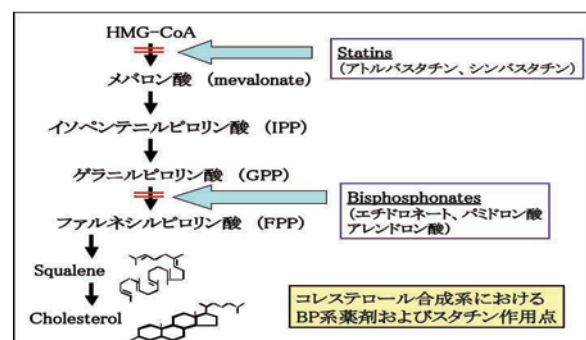 HMG-CoA
Statins
(アトルバスタチン、シンバスタチン)
メバロン酸 (mevalonate)
イソペンテニルピロリン酸 (IPP)
ゲラニルピロリン酸 (GPP)
Bisphosphonates
(エチドロネート、パミドロン酸
アレンドロン酸)
ファルネシルピロリン酸 (FPP)
Squalene
Cholesterol
コレステロール合成系における
BP系薬剤およびスタチン作用点